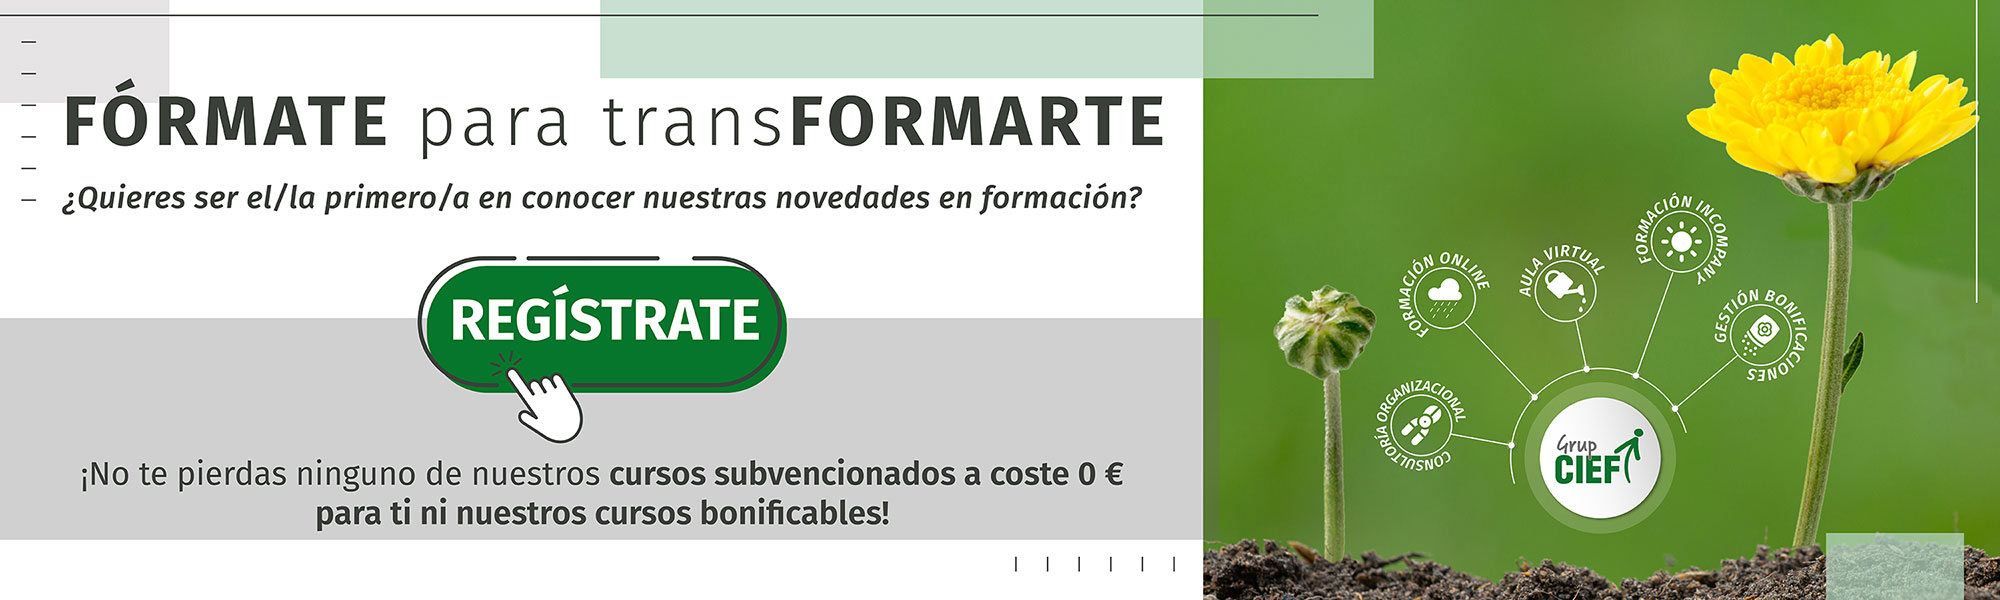 FÓRMATE para transFORMARTE
¿Quieres ser el/la primero/a en conocer nuestras novedades en formación?
REGÍSTRATE
¡No te pierdas ninguno de nuestros cursos subvencionados a coste 0 €
para ti ni nuestros cursos bonificables!
CONSULTORÍA ORGANIZACIONAL
FORMACIÓN ONLINE
AULA VIRTUAL
FORMACIÓN INCOMPANY
GESTIÓN BONIFICACIONES
Grup
CIEF